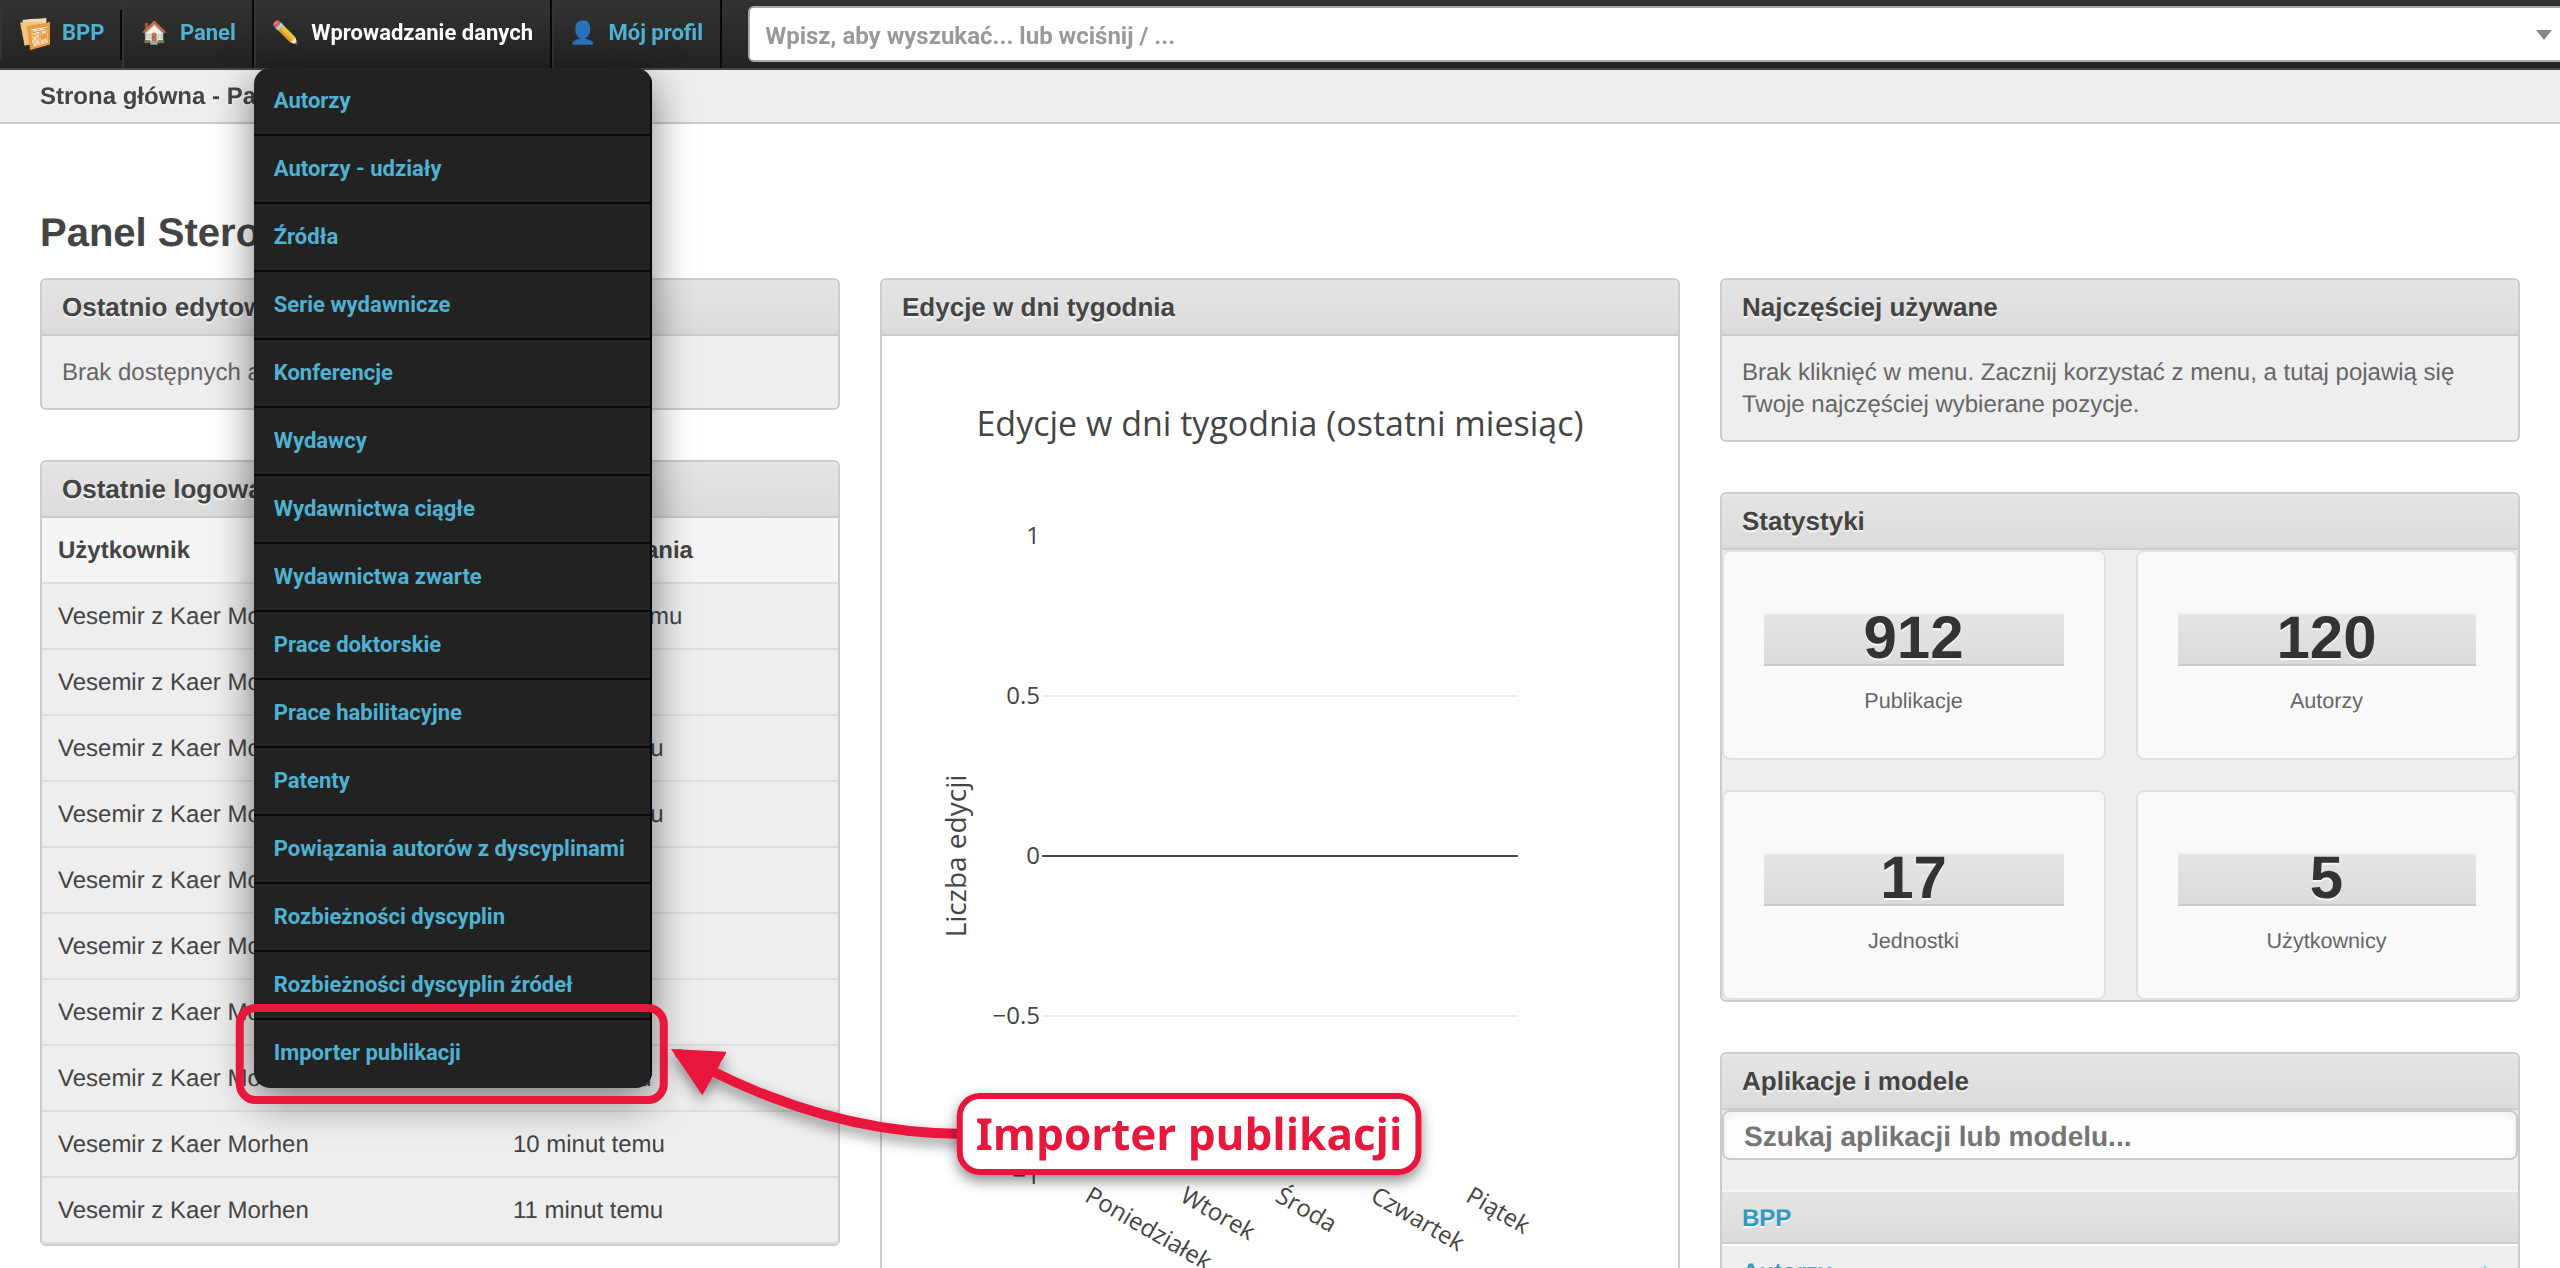 BPP
Panel
Wprowadzanie danych
Mój profil
Wpisz, aby wyszukać... lub wciśnij / ...
Strona główna -
Autorzy
Autorzy - udziały
Źródła
Serie wydawnicze
Konferencje
Wydawcy
Wydawnictwa ciągłe
Wydawnictwa zwarte
Prace doktorskie
Prace habilitacyjne
Patenty
Powiązania autorów z dyscyplinami
Rozbieżności dyscyplin
Rozbieżności dyscyplin źródeł
Importer publikacji
Panel
Ostatnio
Brak dostępnych
Ostatnie
Użytkownik
Vesemir z Kaer
Vesemir z Kaer
Vesemir z Kaer
Vesemir z Kaer
Vesemir z Kaer
Vesemir z Kaer
Vesemir z Kaer
Vesemir z Kaer
Vesemir z Kaer Morhen 10 minut temu
Vesemir z Kaer Morhen 11 minut temu
Edycje w dni tygodnia
Edycje w dni tygodnia (ostatni miesiąc)
Liczba edycji
1
0.5
0
−0.5
Importer publikacji
Poniedziałek
Wtorek
Środa
Czwartek
Piątek
Najczęściej używane
Brak kliknięć w menu. Zacznij korzystać z menu, a tutaj pojawią się
Twoje najczęściej wybierane pozycje.
Statystyki
912
Publikacje
120
Autorzy
17
Jednostki
5
Użytkownicy
Aplikacje i modele
Szukaj aplikacji lub modelu...
BPP